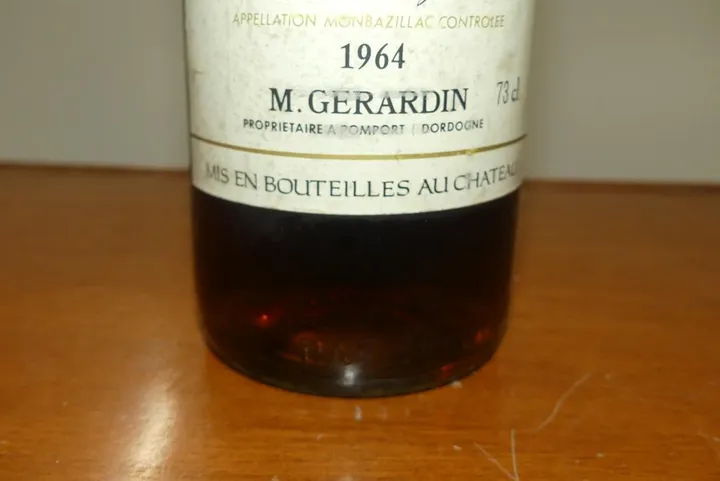 APPELLATION MONBAZILLAC CONTROLEE
1964
M. GERARDIN 73 cl
PROPRIETAIRE A POMPORT DORDOGNE
MIS EN BOUTEILLES AU CHATEAU